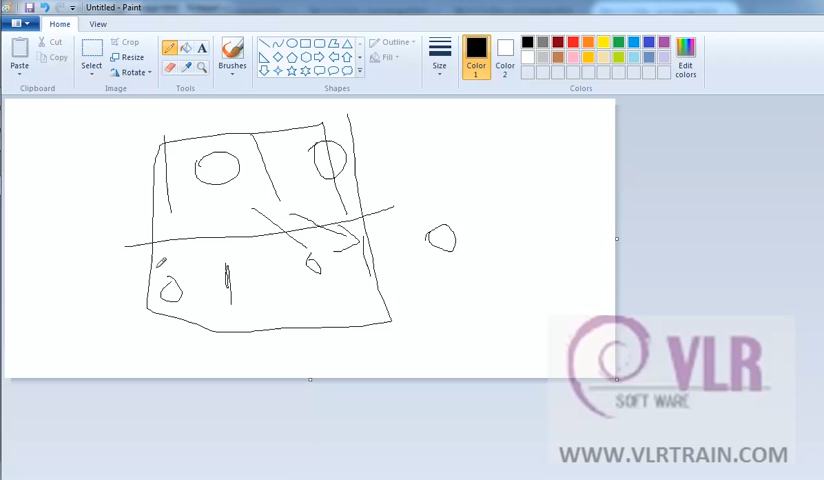 Untitled - Paint
Home View
Cut
Copy
Paste
Clipboard
Select
Crop
Resize
Rotate
Image
Tools
Brushes
Outline
Fill
Shapes
Size
Color 1
Color 2
Edit colors
Colors
VLR
SOFT WARE
WWW.VLRTRAIN.COM